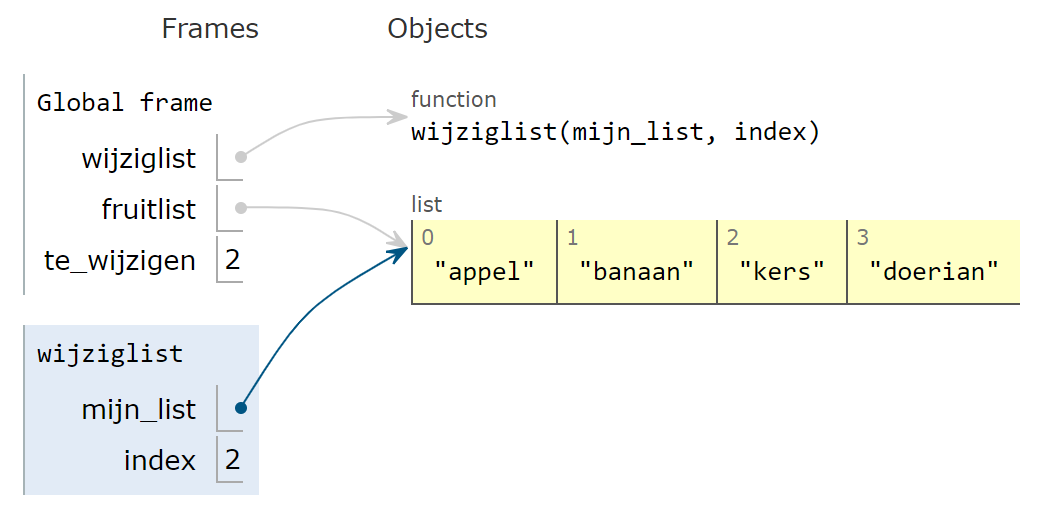 Frames Objects
Global frame
function
wijziglist(mijn_list, index)
wijziglist
fruitlist
te_wijzigen 2
list
0 1 2 3
"appel" "banaan" "kers" "doerian"
wijziglist
mijn_list
index 2